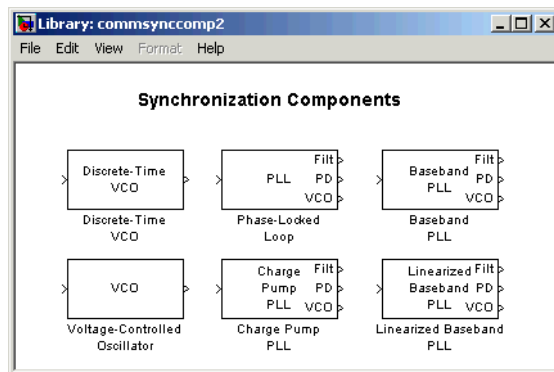 Library: commsynccomp2
File Edit View Format Help
Synchronization Components
Discrete-Time
VCO
Discrete-Time
VCO
PLL
Filt
PD
VCO
Phase-Locked
Loop
Baseband
PLL
Filt
PD
VCO
Baseband
PLL
VCO
Voltage-Controlled
Oscillator
Charge
Pump
PLL
Filt
PD
VCO
Charge Pump
PLL
Linearized
Baseband
PLL
Filt
PD
VCO
Linearized Baseband
PLL